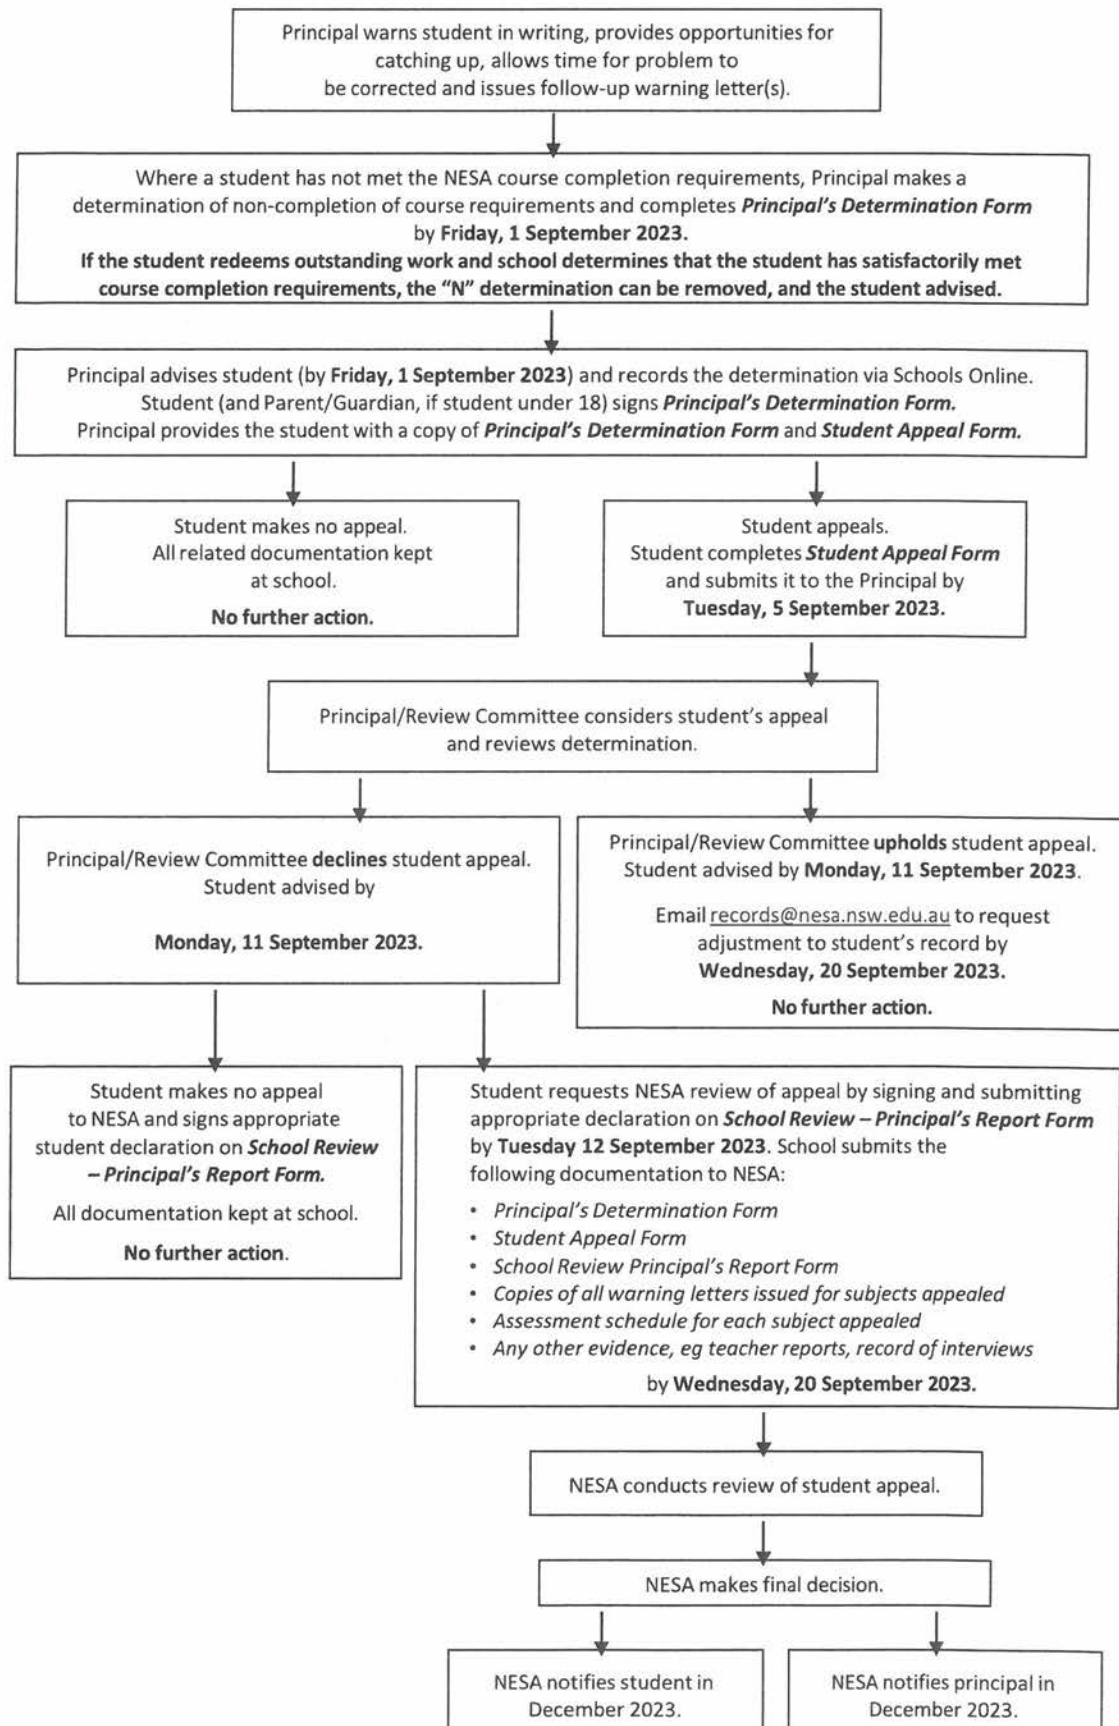 Principal warns student in writing, provides opportunities for
catching up, allows time for problem to
be corrected and issues follow-up warning letter(s).
Where a student has not met the NESA course completion requirements, Principal makes a
determination of non-completion of course requirements and completes Principal's Determination Form
by Friday, 1 September 2023.
If the student redeems outstanding work and school determines that the student has satisfactorily met
course completion requirements, the “N” determination can be removed, and the student advised.
Principal advises student (by Friday, 1 September 2023) and records the determination via Schools Online.
Student (and Parent/Guardian, if student under 18) signs Principal's Determination Form.
Principal provides the student with a copy of Principal's Determination Form and Student Appeal Form.
Student makes no appeal.
All related documentation kept
at school.
No further action.
Student appeals.
Student completes Student Appeal Form
and submits it to the Principal by
Tuesday, 5 September 2023.
Principal/Review Committee considers student's appeal
and reviews determination.
Principal/Review Committee declines student appeal.
Student advised by
Monday, 11 September 2023.
Principal/Review Committee upholds student appeal.
Student advised by Monday, 11 September 2023.
Email records@nesa.nsw.edu.au to request
adjustment to student's record by
Wednesday, 20 September 2023.
No further action.
Student makes no appeal
to NESA and signs appropriate
student declaration on School Review
– Principal's Report Form.
All documentation kept at school.
No further action.
Student requests NESA review of appeal by signing and submitting
appropriate declaration on School Review – Principal's Report Form
by Tuesday 12 September 2023. School submits the
following documentation to NESA:
• Principal's Determination Form
• Student Appeal Form
• School Review Principal's Report Form
• Copies of all warning letters issued for subjects appealed
• Assessment schedule for each subject appealed
• Any other evidence, eg teacher reports, record of interviews
by Wednesday, 20 September 2023.
NESA conducts review of student appeal.
NESA makes final decision.
NESA notifies student in
December 2023.
NESA notifies principal in
December 2023.